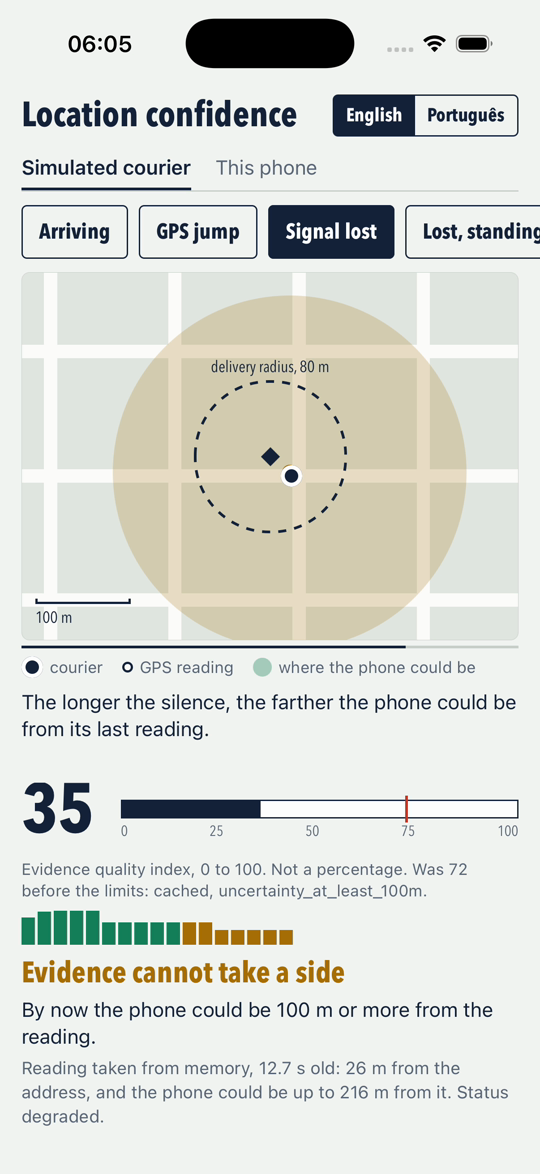 06:05
Location confidence
English
Português
Simulated courier
This phone
Arriving
GPS jump
Signal lost
Lost, standing
delivery radius, 80 m
100 m
courier
GPS reading
where the phone could be
The longer the silence, the farther the phone could be
from its last reading.
35
0 25 50 75 100
Evidence quality index, 0 to 100. Not a percentage. Was 72
before the limits: cached, uncertainty_at_least_100m.
Evidence cannot take a side
By now the phone could be 100 m or more from the
reading.
Reading taken from memory, 12.7 s old: 26 m from the
address, and the phone could be up to 216 m from it. Status
degraded.